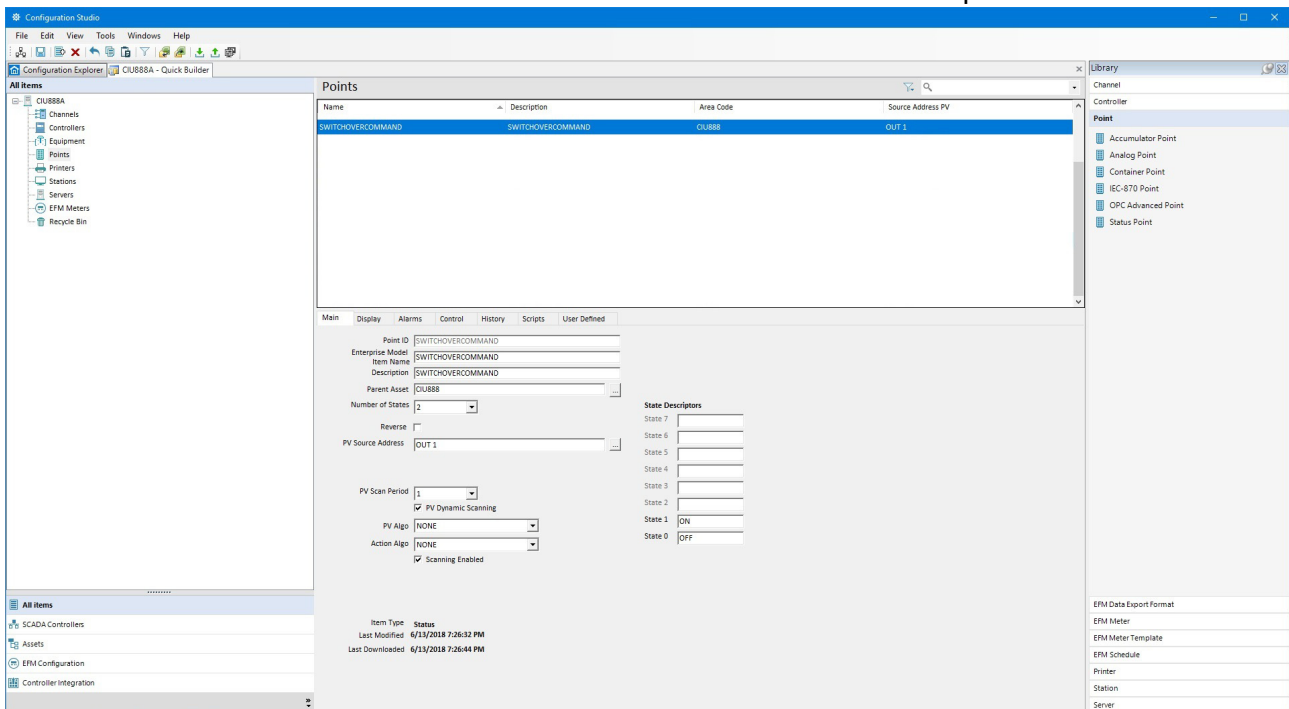 Configuration Studio
File Edit View Tools Windows Help
Configuration Explorer CIU888A - Quick Builder
All items
CIU888A
Channels
Controllers
Equipment
Points
Printers
Stations
Servers
EFM Meters
Recycle Bin
All items
SCADA Controllers
Assets
EFM Configuration
Controller Integration
Points
Name Description Area Code Source Address PV
SWITCHOVERCOMMAND SWITCHOVERCOMMAND CIU888 OUT 1
Main Display Alarms Control History Scripts User Defined
Point ID SWITCHOVERCOMMAND
Enterprise Model
Item Name SWITCHOVERCOMMAND
Description SWITCHOVERCOMMAND
Parent Asset CIU888 ...
Number of States 2
Reverse
PV Source Address OUT 1 ...
PV Scan Period 1
PV Dynamic Scanning
PV Algo NONE
Action Algo NONE
Scanning Enabled
State Descriptors
State 7
State 6
State 5
State 4
State 3
State 2
State 1 ON
State 0 OFF
Item Type Status
Last Modified 6/13/2018 7:26:32 PM
Last Downloaded 6/13/2018 7:26:44 PM
Library
Channel
Controller
Point
Accumulator Point
Analog Point
Container Point
IEC-870 Point
OPC Advanced Point
Status Point
EFM Data Export Format
EFM Meter
EFM Meter Template
EFM Schedule
Printer
Station
Server